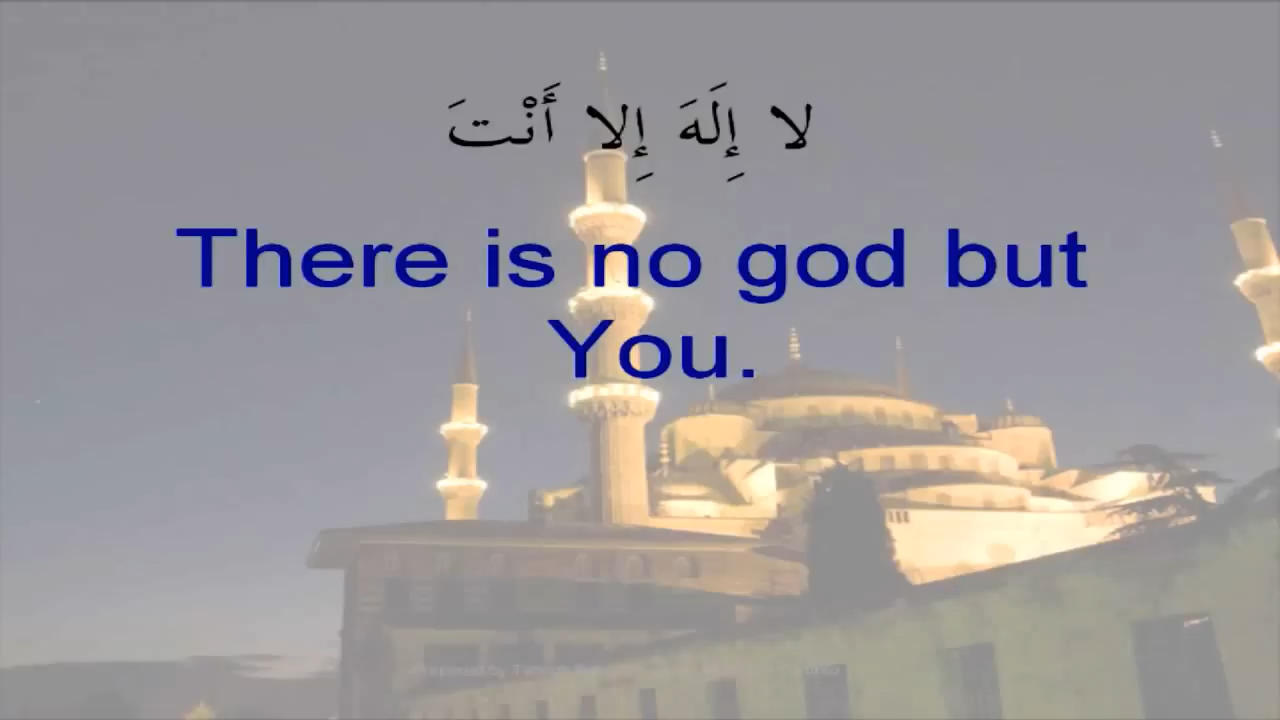 لا إِلَهَ إِلا أَنْتَ
There is no god but
You.